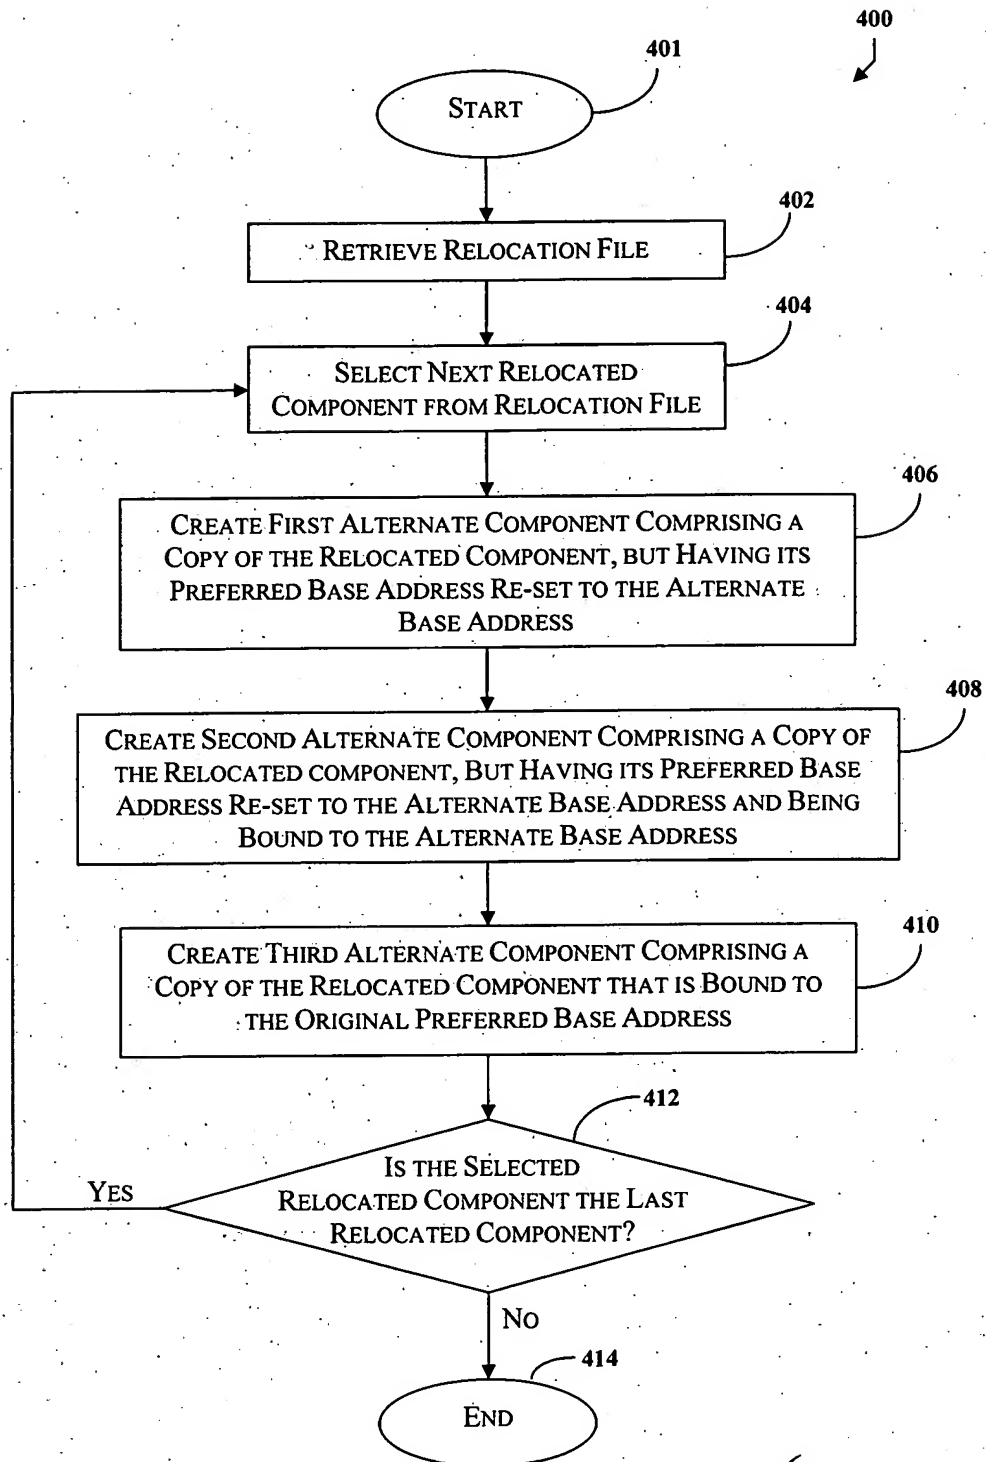 400
401
START
402
RETRIEVE RELOCATION FILE
404
SELECT NEXT RELOCATED
COMPONENT FROM RELOCATION FILE
406
CREATE FIRST ALTERNATE COMPONENT COMPRISING A
COPY OF THE RELOCATED COMPONENT, BUT HAVING ITS
PREFERRED BASE ADDRESS RE-SET TO THE ALTERNATE
BASE ADDRESS
408
CREATE SECOND ALTERNATE COMPONENT COMPRISING A COPY OF
THE RELOCATED COMPONENT, BUT HAVING ITS PREFERRED BASE
ADDRESS RE-SET TO THE ALTERNATE BASE ADDRESS AND BEING
BOUND TO THE ALTERNATE BASE ADDRESS
410
CREATE THIRD ALTERNATE COMPONENT COMPRISING A
COPY OF THE RELOCATED COMPONENT THAT IS BOUND TO
THE ORIGINAL PREFERRED BASE ADDRESS
412
IS THE SELECTED
RELOCATED COMPONENT THE LAST
RELOCATED COMPONENT?
YES
NO
414
END